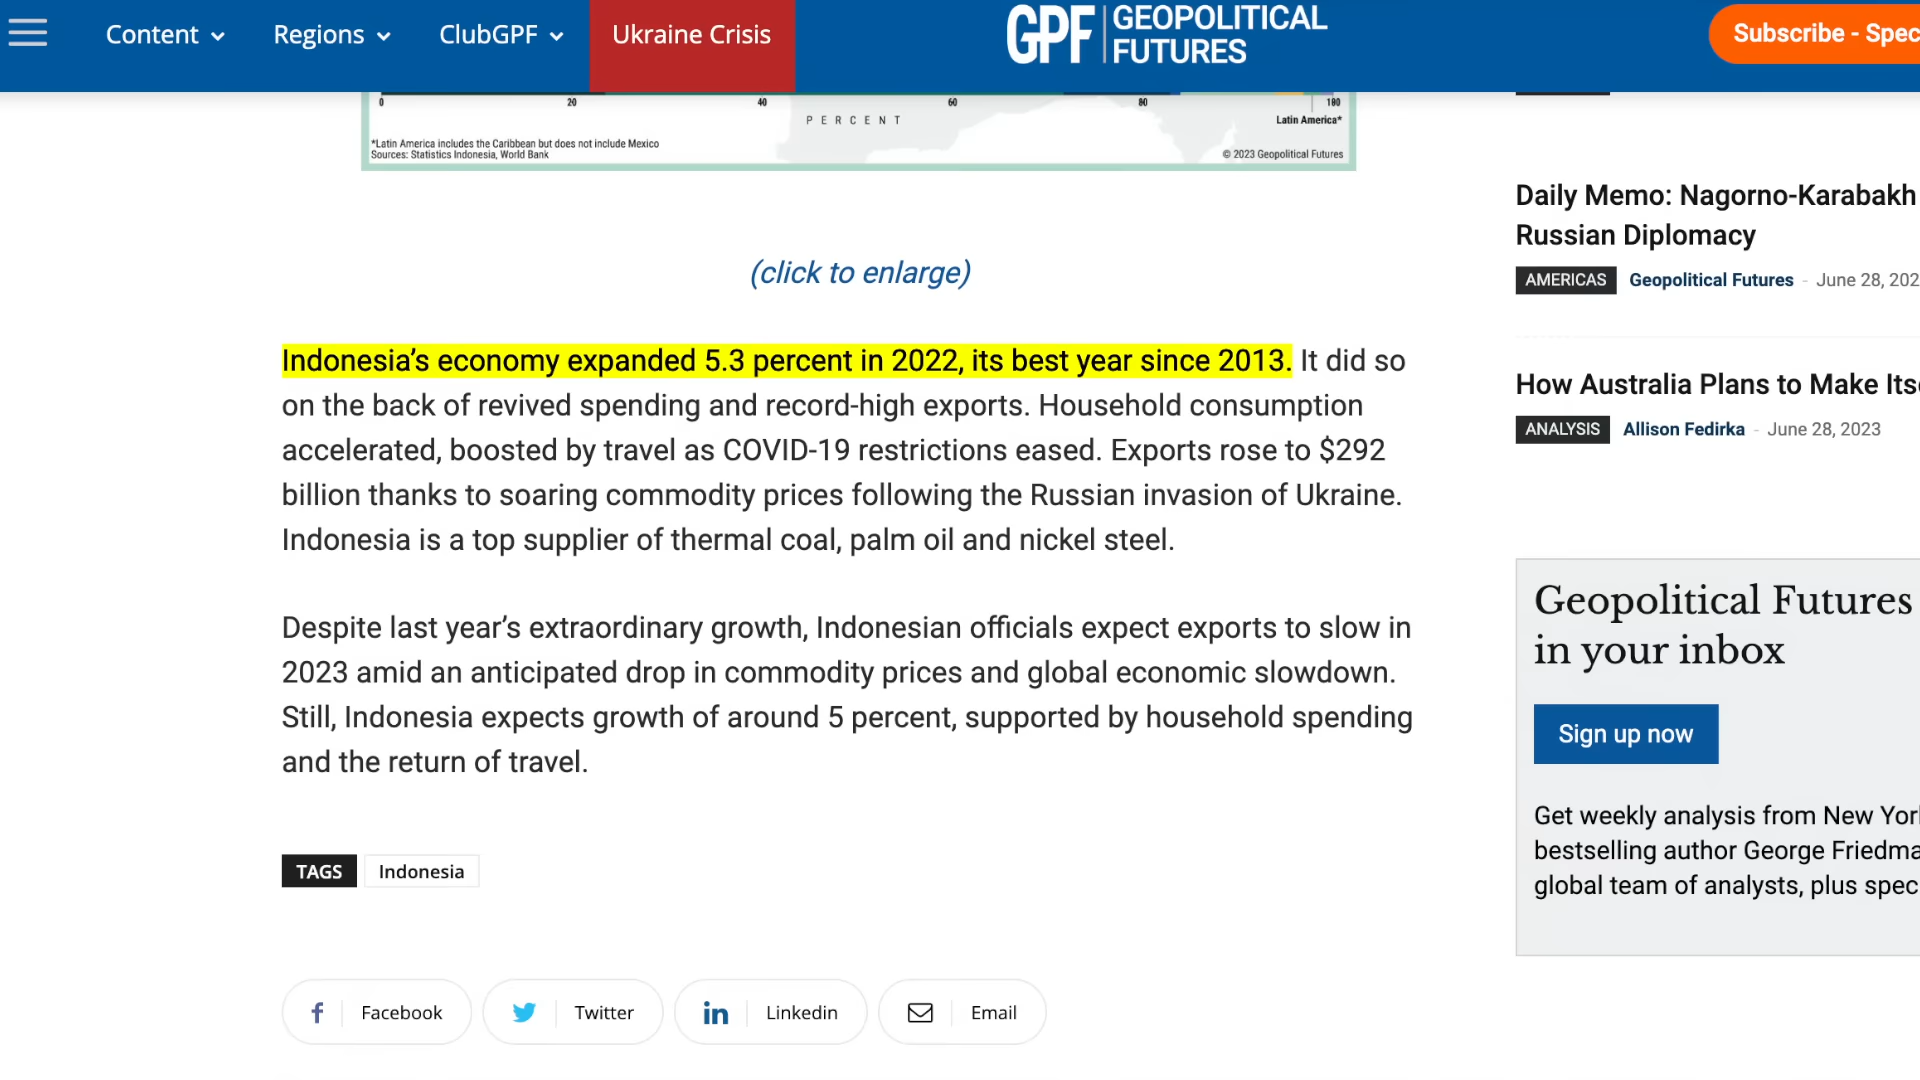 Content
Regions
ClubGPF
Ukraine Crisis
GPF GEOPOLITICAL
FUTURES
Subscribe - Spec
0 20 40 60 80 100
PERCENT
Latin America*
*Latin America includes the Caribbean but does not include Mexico
Sources: Statistics Indonesia, World Bank
© 2023 Geopolitical Futures
(click to enlarge)
Indonesia’s economy expanded 5.3 percent in 2022, its best year since 2013. It did so
on the back of revived spending and record-high exports. Household consumption
accelerated, boosted by travel as COVID-19 restrictions eased. Exports rose to $292
billion thanks to soaring commodity prices following the Russian invasion of Ukraine.
Indonesia is a top supplier of thermal coal, palm oil and nickel steel.
Despite last year’s extraordinary growth, Indonesian officials expect exports to slow in
2023 amid an anticipated drop in commodity prices and global economic slowdown.
Still, Indonesia expects growth of around 5 percent, supported by household spending
and the return of travel.
TAGS Indonesia
Facebook
Twitter
Linkedin
Email
Daily Memo: Nagorno-Karabakh
Russian Diplomacy
AMERICAS Geopolitical Futures - June 28, 202
How Australia Plans to Make Its
ANALYSIS Allison Fedirka - June 28, 2023
Geopolitical Futures
in your inbox
Sign up now
Get weekly analysis from New Yor
bestselling author George Friedma
global team of analysts, plus spec